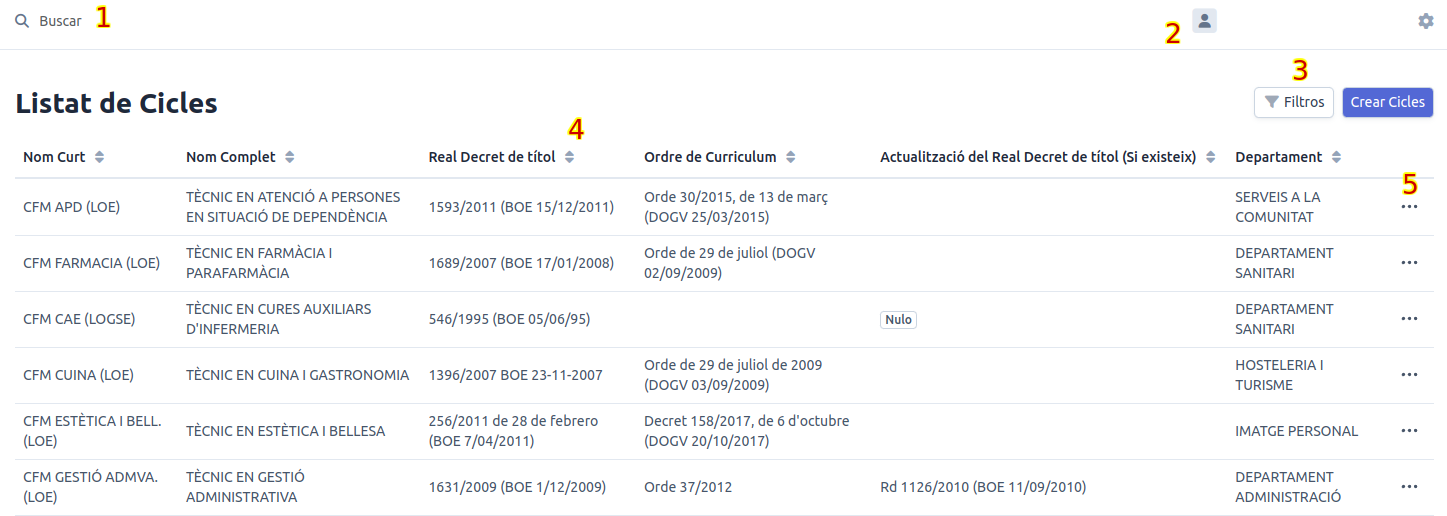 Buscar 1
2
3
Listat de Cicles
Filtros
Crear Cicles
4
Nom Curt
Nom Complet
Real Decret de títol
Ordre de Curriculum
Actualització del Real Decret de títol (Si existeix)
Departament
5
CFM APD (LOE)
TÈCNIC EN ATENCIÓ A PERSONES
EN SITUACIÓ DE DEPENDÈNCIA
1593/2011 (BOE 15/12/2011)
Orde 30/2015, de 13 de març
(DOGV 25/03/2015)
SERVEIS A LA
COMUNITAT
CFM FARMACIA (LOE)
TÈCNIC EN FARMÀCIA I
PARAFARMÀCIA
1689/2007 (BOE 17/01/2008)
Orde de 29 de juliol (DOGV
02/09/2009)
DEPARTAMENT
SANITARI
CFM CAE (LOGSE)
TÈCNIC EN CURES AUXILIARS
D'INFERMERIA
546/1995 (BOE 05/06/95)
Nulo
DEPARTAMENT
SANITARI
CFM CUINA (LOE)
TÈCNIC EN CUINA I GASTRONOMIA
1396/2007 BOE 23-11-2007
Orde de 29 de juliol de 2009
(DOGV 03/09/2009)
HOSTELERIA I
TURISME
CFM ESTÈTICA I BELL.
(LOE)
TÈCNIC EN ESTÈTICA I BELLESA
256/2011 de 28 de febrero
(BOE 7/04/2011)
Decret 158/2017, de 6 d'octubre
(DOGV 20/10/2017)
IMATGE PERSONAL
CFM GESTIÓ ADMVA.
(LOE)
TÈCNIC EN GESTIÓ
ADMINISTRATIVA
1631/2009 (BOE 1/12/2009)
Orde 37/2012
Rd 1126/2010 (BOE 11/09/2010)
DEPARTAMENT
ADMINISTRACIÓ